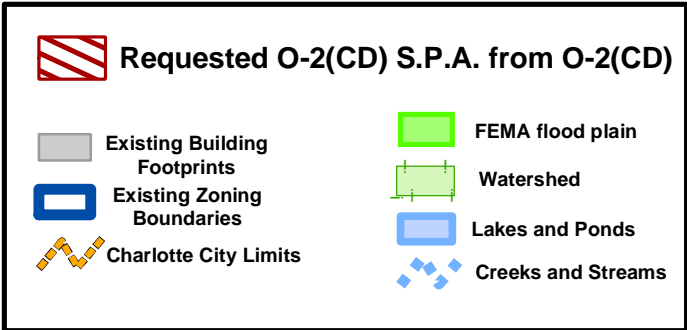 Requested O-2(CD) S.P.A. from O-2(CD)
Existing Building
Footprints
Existing Zoning
Boundaries
Charlotte City Limits
FEMA flood plain
Watershed
Lakes and Ponds
Creeks and Streams